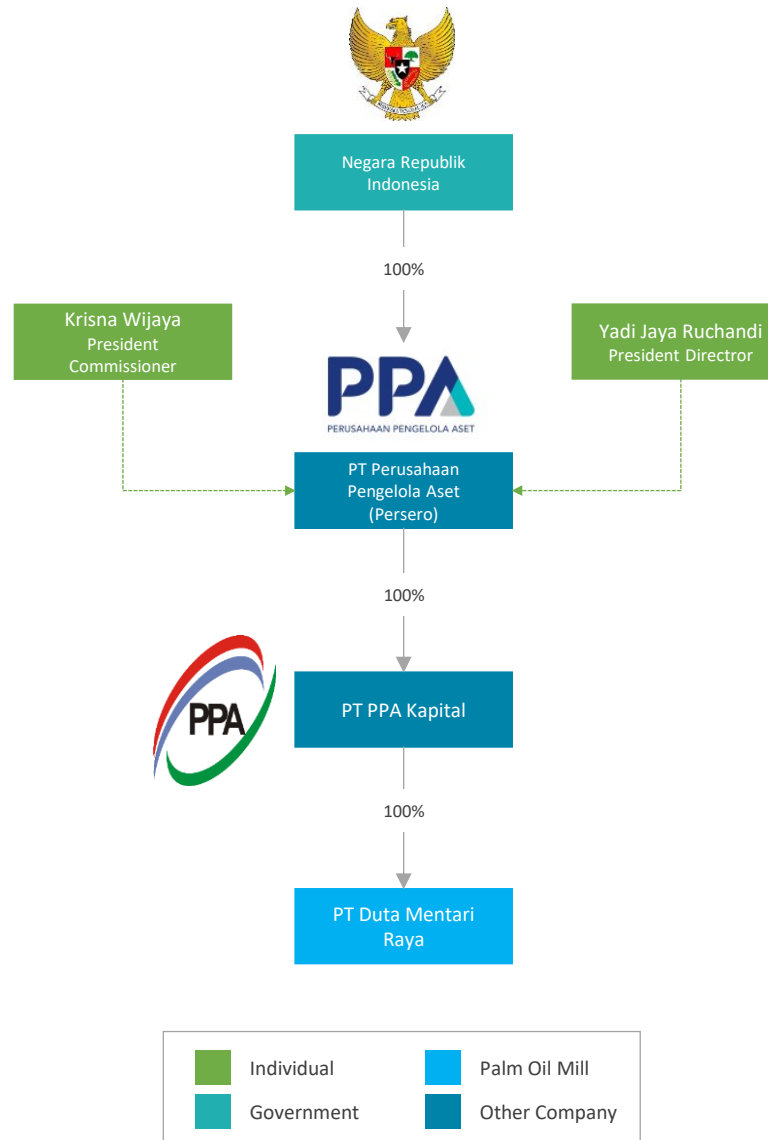 Negara Republik
Indonesia
100%
Krisna Wijaya
President
Commissioner
Yadi Jaya Ruchandi
President Directror
PPA
PERUSAHAAN PENGELOLA ASET
PT Perusahaan
Pengelola Aset
(Persero)
100%
PPA
PT PPA Kapital
100%
PT Duta Mentari
Raya
Individual
Palm Oil Mill
Government
Other Company